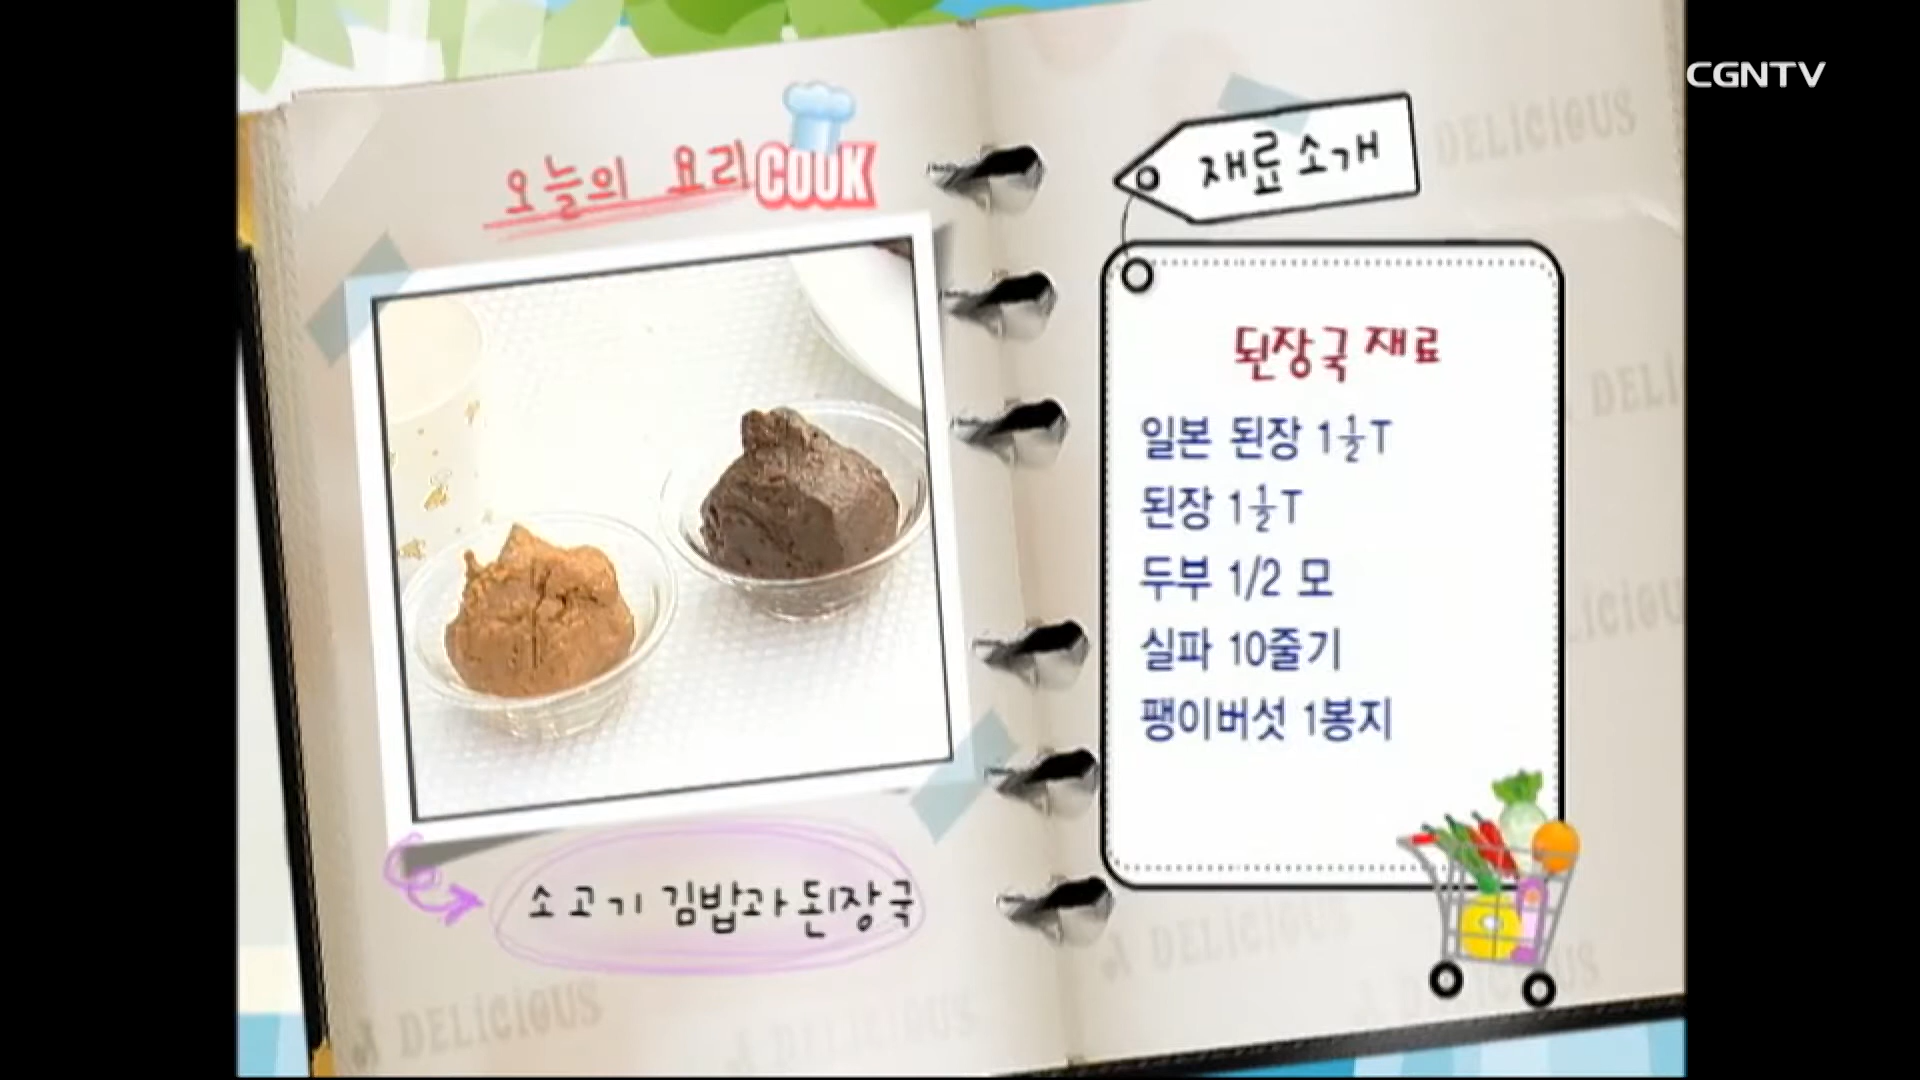 CGNTV
오늘의 요리 COOK
소고기 김밥과 된장국
재료소개
된장국 재료
일본 된장 1½T
된장 1½T
두부 1/2 모
실파 10줄기
팽이버섯 1봉지
DELICIOUS
DELI
LICIOU
DELICIOUS
DELICIOUS
DELICIOUS